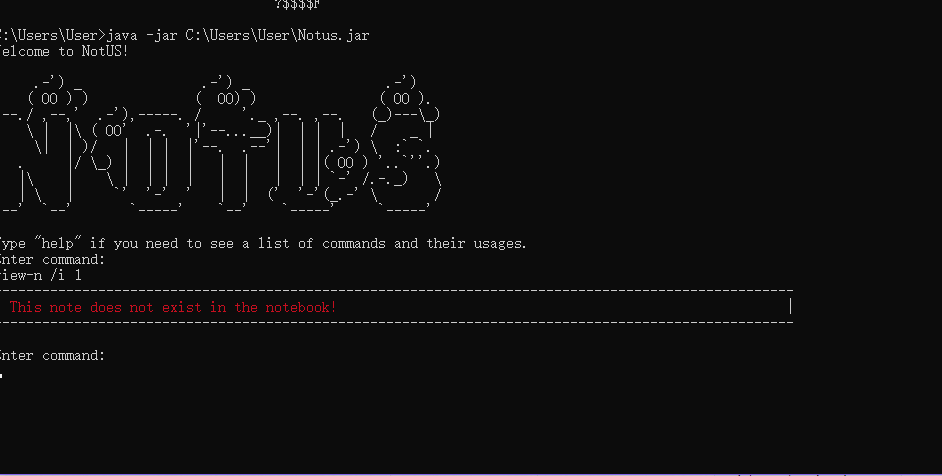 ?$$$$F
C:\Users\User>java -jar C:\Users\User\Notus.jar
Welcome to NotUS!
Type "help" if you need to see a list of commands and their usages.
Enter command:
view-n /i 1
This note does not exist in the notebook!
Enter command: